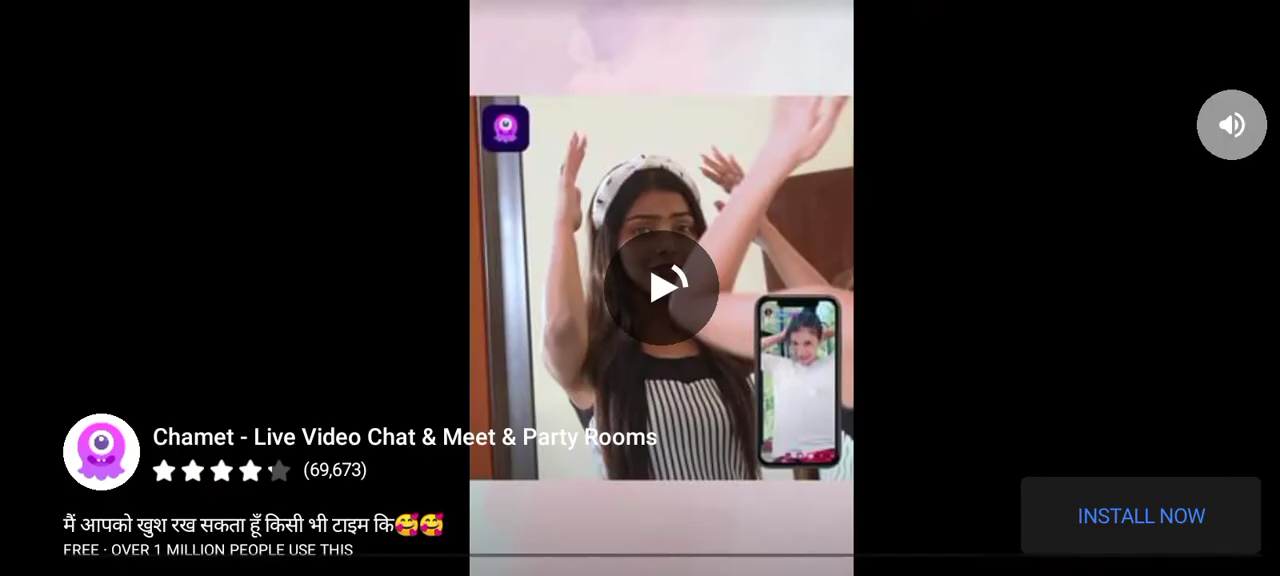 Chamet - Live Video Chat & Meet & Party Rooms
(69,673)
मैं आपको खुश रख सकता हूँ किसी भी टाइम कि🥰🥰
FREE · OVER 1 MILLION PEOPLE USE THIS
INSTALL NOW